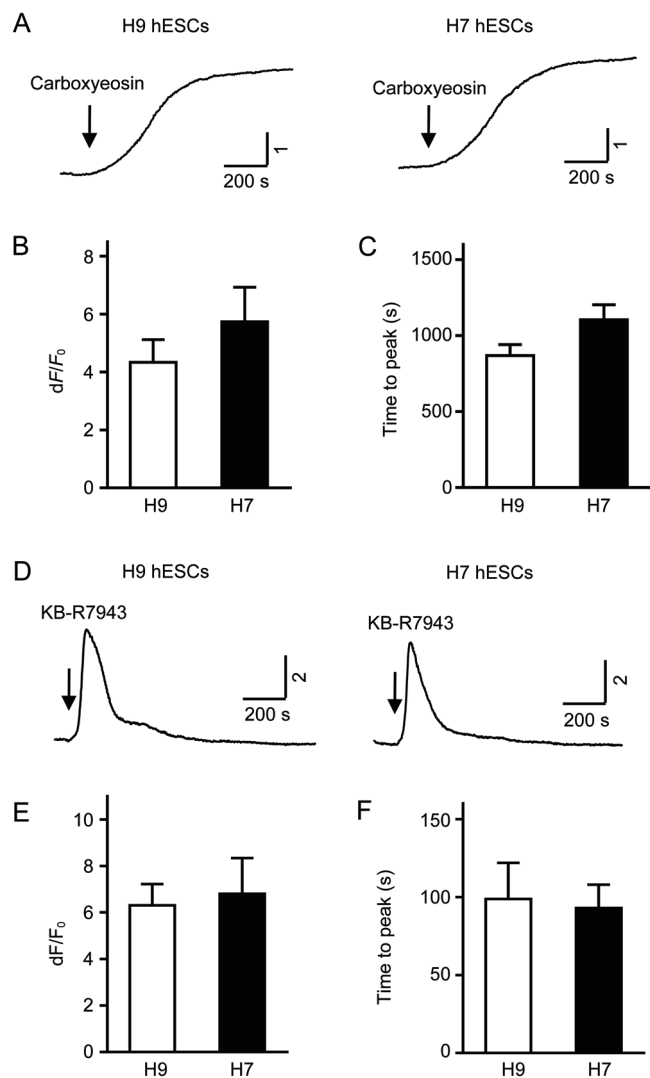 A
H9 hESCs
H7 hESCs
Carboxyeosin
Carboxyeosin
1
200 s
1
200 s
B
dF/F0
8
6
4
2
0
H9
H7
C
Time to peak (s)
1500
1000
500
0
H9
H7
D
H9 hESCs
H7 hESCs
KB-R7943
KB-R7943
2
200 s
2
200 s
E
dF/F0
10
8
6
4
2
0
H9
H7
F
Time to peak (s)
150
100
50
0
H9
H7